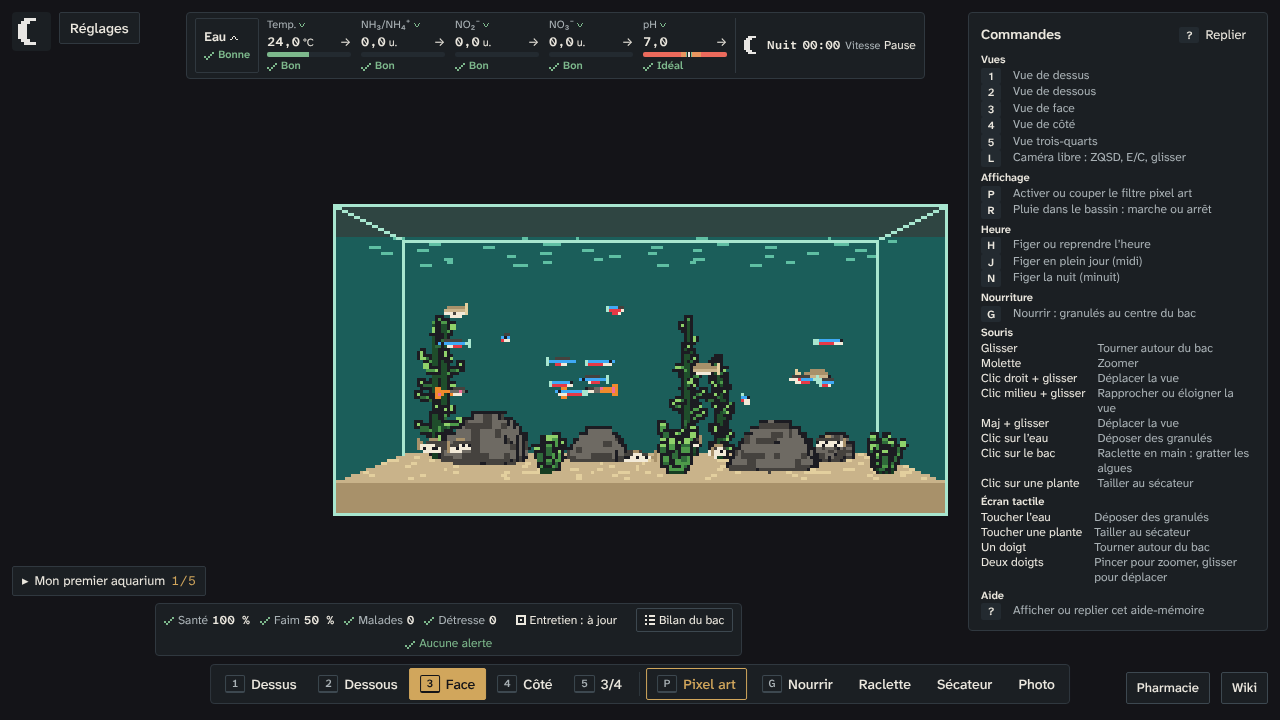 Réglages
Eau
Bonne
Temp.
24,0 °C
Bon
NH₃/NH₄⁺
0,0 u.
Bon
NO₂⁻
0,0 u.
Bon
NO₃⁻
0,0 u.
Bon
pH
7,0
Idéal
Nuit 00:00 Vitesse Pause
Commandes
? Replier
Vues
1 Vue de dessus
2 Vue de dessous
3 Vue de face
4 Vue de côté
5 Vue trois-quarts
L Caméra libre : ZQSD, E/C, glisser
Affichage
P Activer ou couper le filtre pixel art
R Pluie dans le bassin : marche ou arrêt
Heure
H Figer ou reprendre l'heure
J Figer en plein jour (midi)
N Figer la nuit (minuit)
Nourriture
G Nourrir : granulés au centre du bac
Souris
Glisser Tourner autour du bac
Molette Zoomer
Clic droit + glisser Déplacer la vue
Clic milieu + glisser Rapprocher ou éloigner la
vue
Maj + glisser Déplacer la vue
Clic sur l'eau Déposer des granulés
Clic sur le bac Raclette en main : gratter les
algues
Clic sur une plante Tailler au sécateur
Écran tactile
Toucher l'eau Déposer des granulés
Toucher une plante Tailler au sécateur
Un doigt Tourner autour du bac
Deux doigts Pincer pour zoomer, glisser
pour déplacer
Aide
? Afficher ou replier cet aide-mémoire
Mon premier aquarium 1/5
Santé 100 % Faim 50 % Malades 0 Détresse 0 Entretien : à jour Bilan du bac
Aucune alerte
1 Dessus 2 Dessous 3 Face 4 Côté 5 3/4 P Pixel art G Nourrir Raclette Sécateur Photo
Pharmacie Wiki